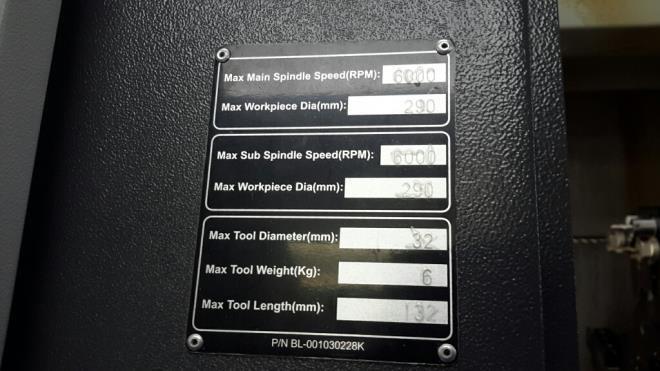 Max Main Spindle Speed(RPM): 6000
Max Workpiece Dia(mm): 290
Max Sub Spindle Speed(RPM): 6000
Max Workpiece Dia(mm): 290
Max Tool Diameter(mm): 32
Max Tool Weight(Kg): 6
Max Tool Length(mm): 132
P/N BL-001030228K